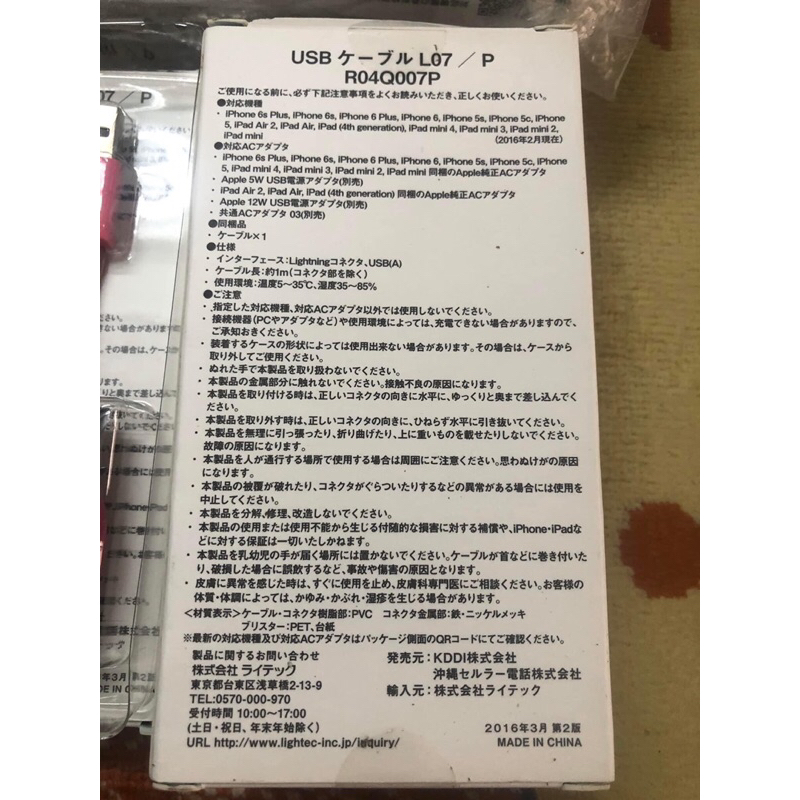 USB ケーブル L07 ／ P
R04Q007P
ご使用になる前に、必ず下記注意事項をよくお読みいただき、正しくお使いください。
●対応機種
・ iPhone 6s Plus, iPhone 6s, iPhone 6 Plus, iPhone 6, iPhone 5s, iPhone 5c, iPhone
5, iPad Air 2, iPad Air, iPad (4th generation), iPad mini 4, iPad mini 3, iPad mini 2,
iPad mini (2016年2月現在)
●対応ACアダプタ
・ iPhone 6s Plus, iPhone 6s, iPhone 6 Plus, iPhone 6, iPhone 5s, iPhone 5c, iPhone
5, iPad mini 4, iPad mini 3, iPad mini 2, iPad mini 同梱のApple純正ACアダプタ
・ Apple 5W USB電源アダプタ(別売)
・ iPad Air 2, iPad Air, iPad (4th generation) 同梱のApple純正ACアダプタ
・ Apple 12W USB電源アダプタ(別売)
・ 共通ACアダプタ 03(別売)
●同梱品
・ ケーブル×1
●仕様
・ インターフェース：Lightningコネクタ、USB(A)
・ ケーブル長：約1m（コネクタ部を除く）
・ 使用環境：温度5～35℃、湿度35～85%
●ご注意
・ 指定した対応機種、対応ACアダプタ以外では使用しないでください。
・ 接続機器（PCやアダプタなど）や使用環境によっては、充電できない場合がありますので、
ご承知おきください。
・ 装着するケースの形状によっては使用出来ない場合があります。その場合は、ケースから
取り外してご使用ください。
・ ぬれた手で本製品を取り扱わないでください。
・ 本製品の金属部分に触れないでください。接触不良の原因になります。
・ 本製品を取り付ける時は、正しいコネクタの向きに水平に、ゆっくりと奥まで差し込んでく
ださい。
・ 本製品を取り外す時は、正しいコネクタの向きに、ひねらず水平に引き抜いてください。
・ 本製品を無理に引っ張ったり、折り曲げたり、上に重いものを載せたりしないでください。
故障の原因になります。
・ 本製品を人が通行する場所で使用する場合は周囲にご注意ください。思わぬけがの原因
になります。
・ 本製品の被覆が破れたり、コネクタがぐらついたりするなどの異常がある場合には使用を
中止してください。
・ 本製品を分解、修理、改造しないでください。
・ 本製品の使用または使用不能から生じる付随的な損害に対する補償や、iPhone・iPadな
どに対する保証は一切いたしかねます。
・ 本製品を乳幼児の手が届く場所には置かないでください。ケーブルが首などに巻き付いた
り、破損した場合に誤飲するなど、事故や傷害の原因となります。
・ 皮膚に異常を感じた時は、すぐに使用を止め、皮膚科専門医にご相談ください。お客様の
体質・体調によっては、かゆみ・かぶれ・湿疹を生じる場合があります。
＜材質表示＞ケーブル・コネクタ樹脂部：PVC コネクタ金属部：鉄・ニッケルメッキ
ブリスター：PET、台紙
※最新の対応機種及び対応ACアダプタはパッケージ側面のQRコードにてご確認ください。
製品に関するお問い合わせ
株式会社 ライテック
東京都台東区浅草橋2-13-9
TEL:0570-000-970
受付時間 10:00～17:00
(土日・祝日、年末年始除く)
URL http://www.lightec-inc.jp/isquiry/
発売元：KDDI株式会社
沖縄セルラー電話株式会社
輸入元：株式会社ライテック
2016年3月 第2版
MADE IN CHINA